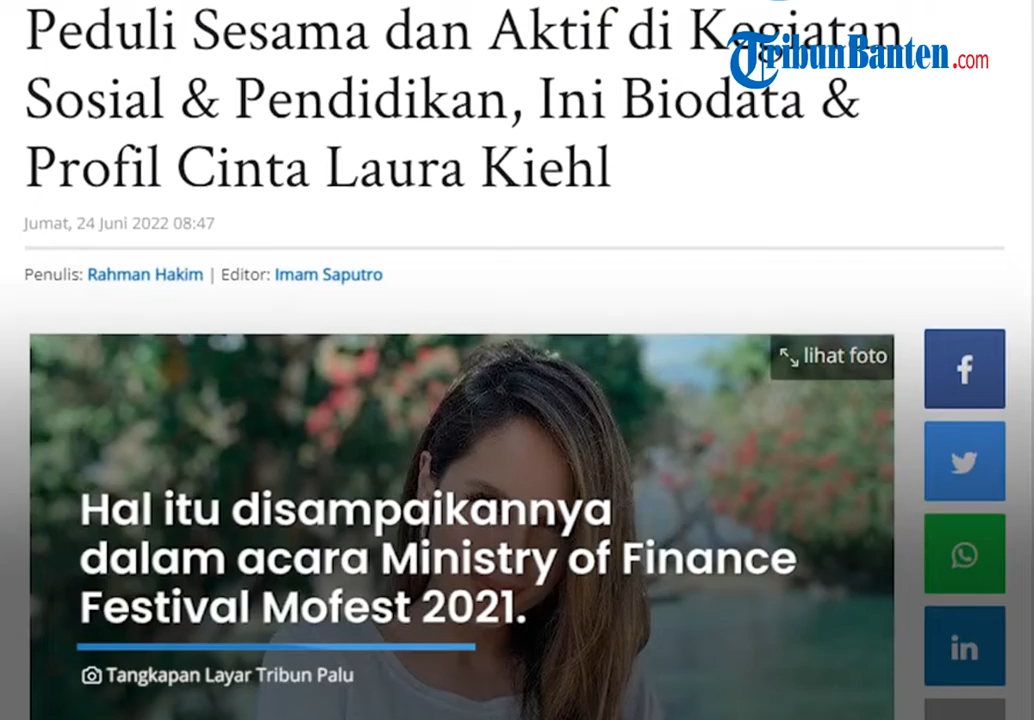 Peduli Sesama dan Aktif di Kegiatan
TribunBanten.com
Sosial & Pendidikan, Ini Biodata &
Profil Cinta Laura Kiehl
Jumat, 24 Juni 2022 08:47
Penulis: Rahman Hakim | Editor: Imam Saputro
lihat foto
Hal itu disampaikannya
dalam acara Ministry of Finance
Festival Mofest 2021.
Tangkapan Layar Tribun Palu
f
in